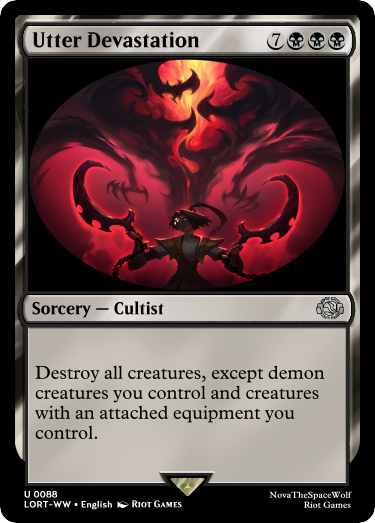 Utter Devastation 7
Sorcery — Cultist
Destroy all creatures, except demon
creatures you control and creatures
with an attached equipment you
control.
U 0088
LORT-WW • English Riot Games
NovaTheSpaceWolf
Riot Games